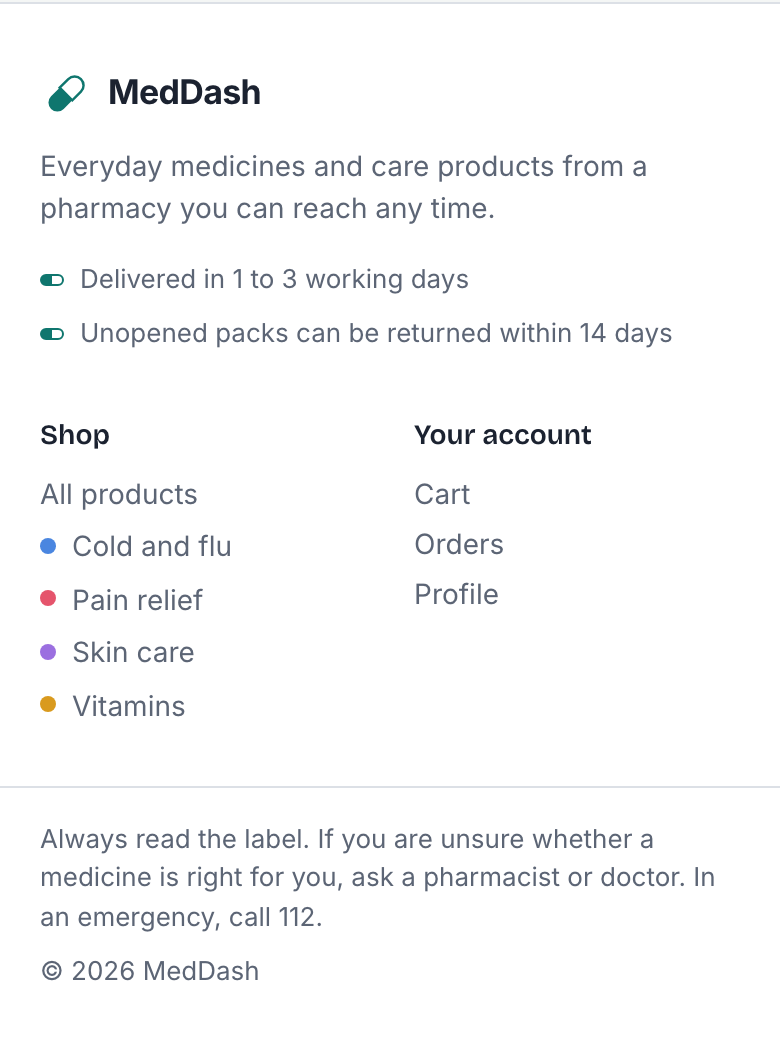 MedDash
Everyday medicines and care products from a
pharmacy you can reach any time.
Delivered in 1 to 3 working days
Unopened packs can be returned within 14 days
Shop
All products
Cold and flu
Pain relief
Skin care
Vitamins
Your account
Cart
Orders
Profile
Always read the label. If you are unsure whether a
medicine is right for you, ask a pharmacist or doctor. In
an emergency, call 112.
© 2026 MedDash